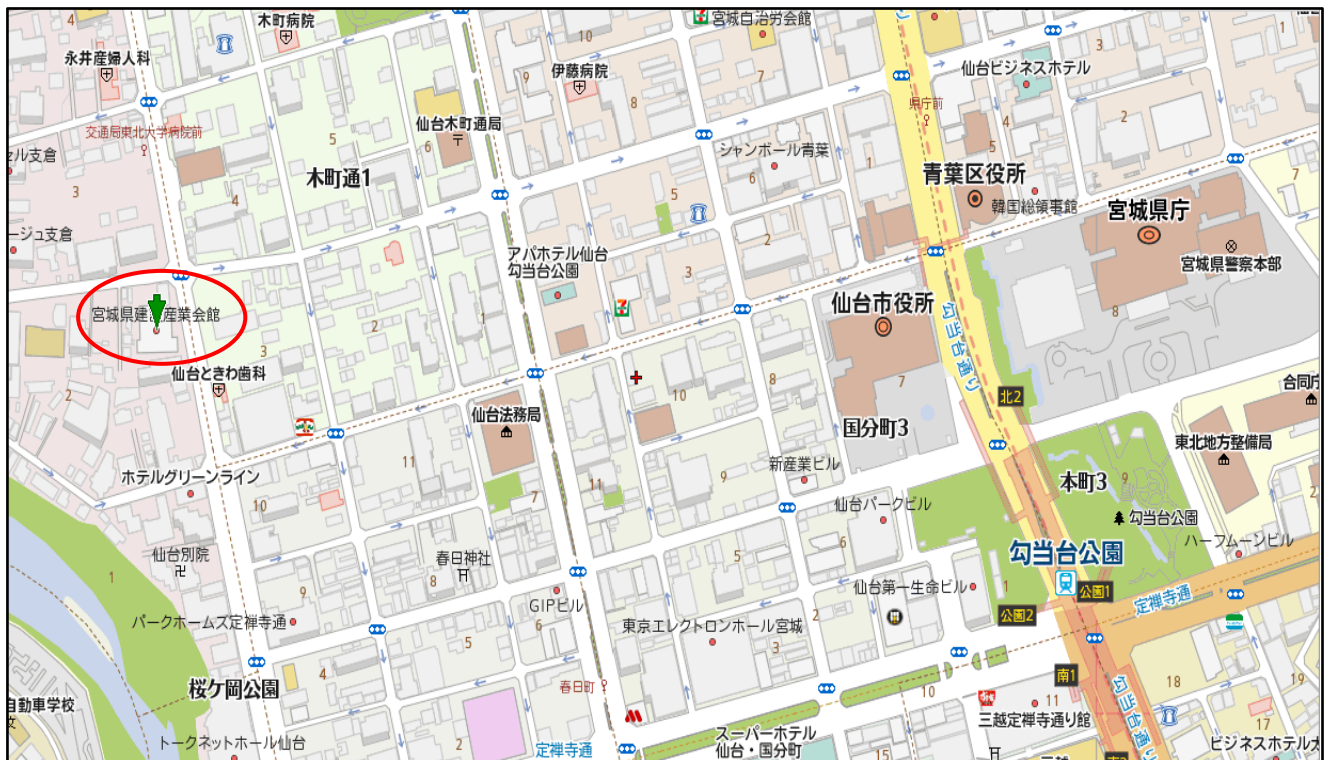 木町病院
宮城自治労会館
永井産婦人科
伊藤病院
仙台ビジネスホテル
県庁前
仙台木町通局
交通局東北大学病院前
シャンボール青葉
セル支倉
木町通1
青葉区役所
韓国総領事館
宮城県庁
宮城県警察本部
ージュ支倉
アパホテル仙台
勾当台公園
仙台市役所
勾当台通り
宮城県建設産業会館
仙台ときわ歯科
仙台法務局
北2
合同庁
国分町3
東北地方整備局
新産業ビル
本町3
ホテルグリーンライン
仙台パークビル
勾当台公園
ハーフムーンビル
仙台別院
春日神社
勾当台公園
仙台第一生命ビル
公園1
公園2
定禅寺通
GIPビル
パークホームズ定禅寺通
東京エレクトロンホール宮城
桜ケ岡公園
春日町
南1
自動車学校
三越定禅寺通り館
勾当台通り
トークネットホール仙台
定禅寺通
スーパーホテル
仙台・国分町
ビジネスホテル